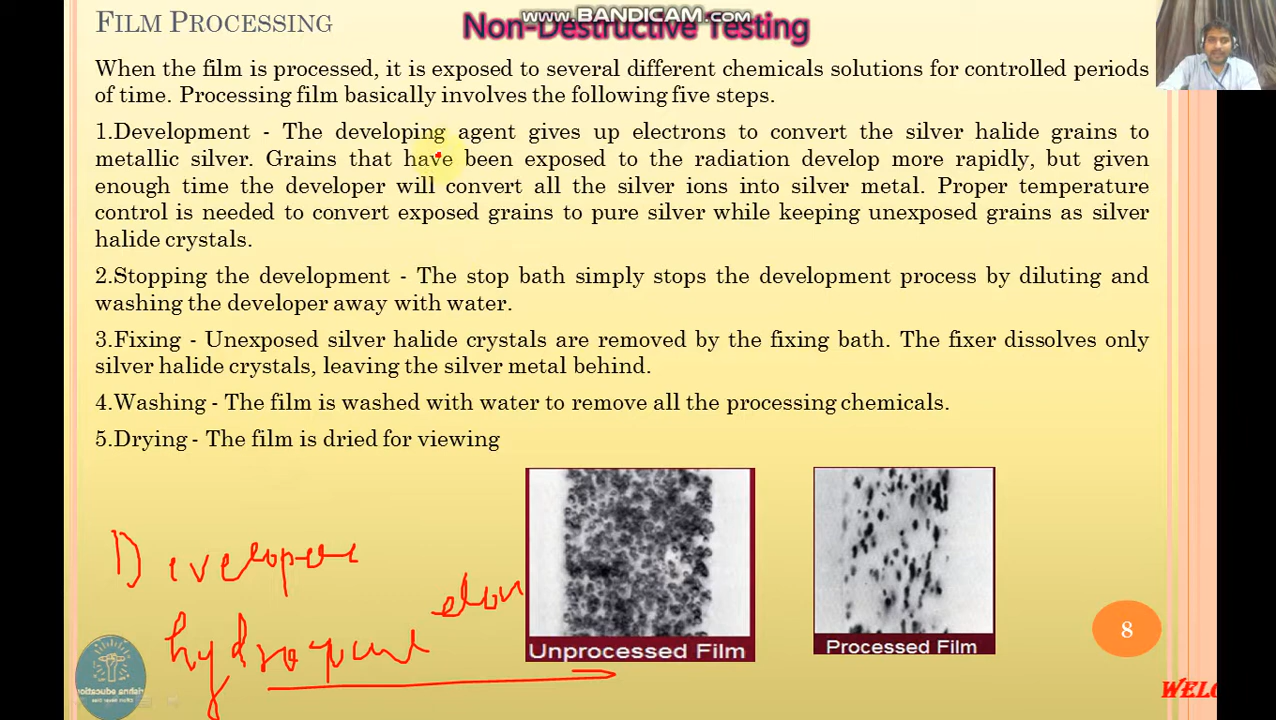 FILM PROCESSING
www.BANDICAM.com
Non-Destructive Testing
When the film is processed, it is exposed to several different chemicals solutions for controlled periods
of time. Processing film basically involves the following five steps.
1.Development - The developing agent gives up electrons to convert the silver halide grains to
metallic silver. Grains that have been exposed to the radiation develop more rapidly, but given
enough time the developer will convert all the silver ions into silver metal. Proper temperature
control is needed to convert exposed grains to pure silver while keeping unexposed grains as silver
halide crystals.
2.Stopping the development - The stop bath simply stops the development process by diluting and
washing the developer away with water.
3.Fixing - Unexposed silver halide crystals are removed by the fixing bath. The fixer dissolves only
silver halide crystals, leaving the silver metal behind.
4.Washing - The film is washed with water to remove all the processing chemicals.
5.Drying - The film is dried for viewing
Developer
elon
Unprocessed Film
Processed Film
8
WELC